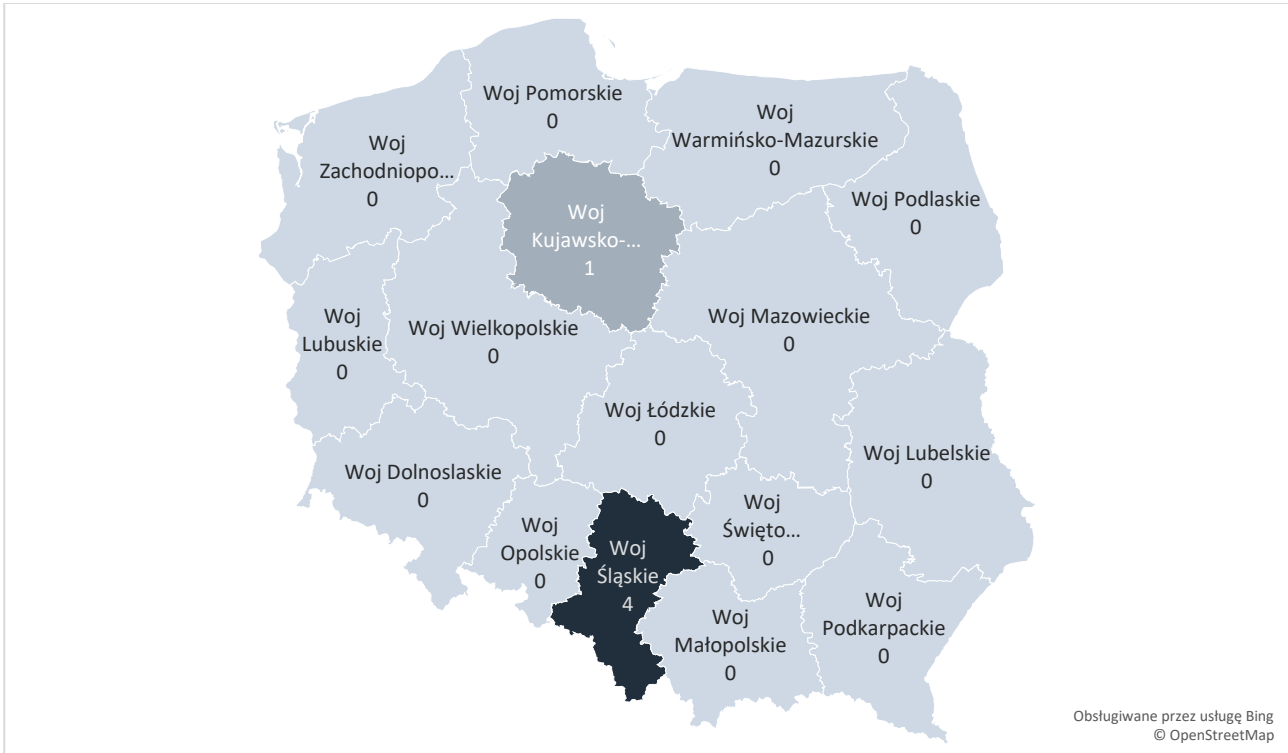 Woj Pomorskie
0
Woj
Warmińsko-Mazurskie
0
Woj
Zachodniopo...
0
Woj Podlaskie
0
Woj
Kujawsko-...
1
Woj
Lubuskie
0
Woj Wielkopolskie
0
Woj Mazowieckie
0
Woj Łódzkie
0
Woj Lubelskie
0
Woj Dolnoslaskie
0
Woj
Opolskie
0
Woj
Śląskie
4
Woj
Święto...
0
Woj
Małopolskie
0
Woj
Podkarpackie
0
Obsługiwane przez usługę Bing
© OpenStreetMap